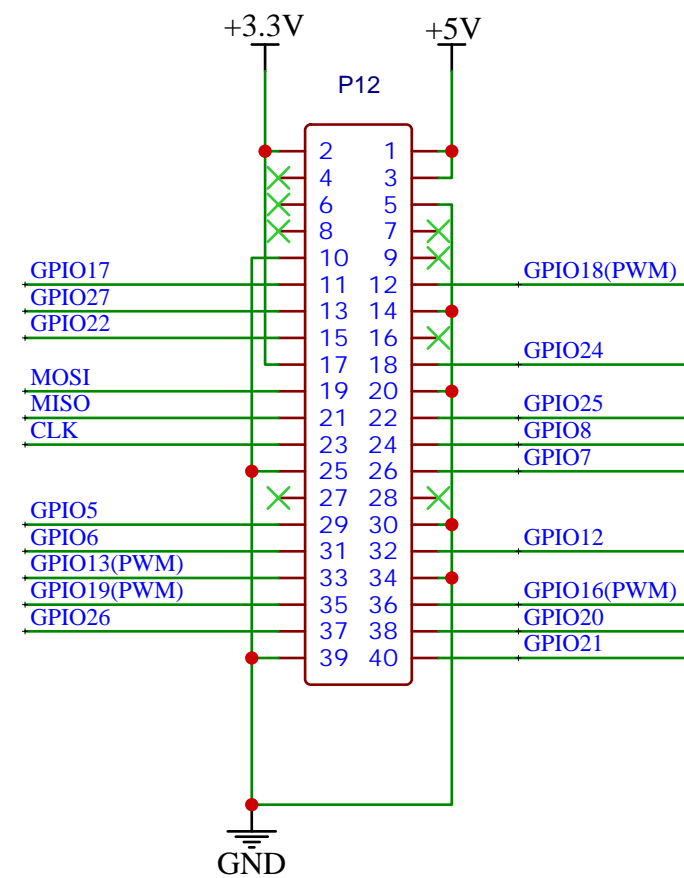 +3.3V +5V
P12
2 1
4 3
6 5
8 7
10 9
GPIO17 11 12 GPIO18(PWM)
GPIO27 13 14
GPIO22 15 16
17 18 GPIO24
MOSI 19 20
MISO 21 22 GPIO25
CLK 23 24 GPIO8
25 26 GPIO7
27 28
GPIO5 29 30
GPIO6 31 32 GPIO12
GPIO13(PWM) 33 34
GPIO19(PWM) 35 36 GPIO16(PWM)
GPIO26 37 38 GPIO20
39 40 GPIO21
GND